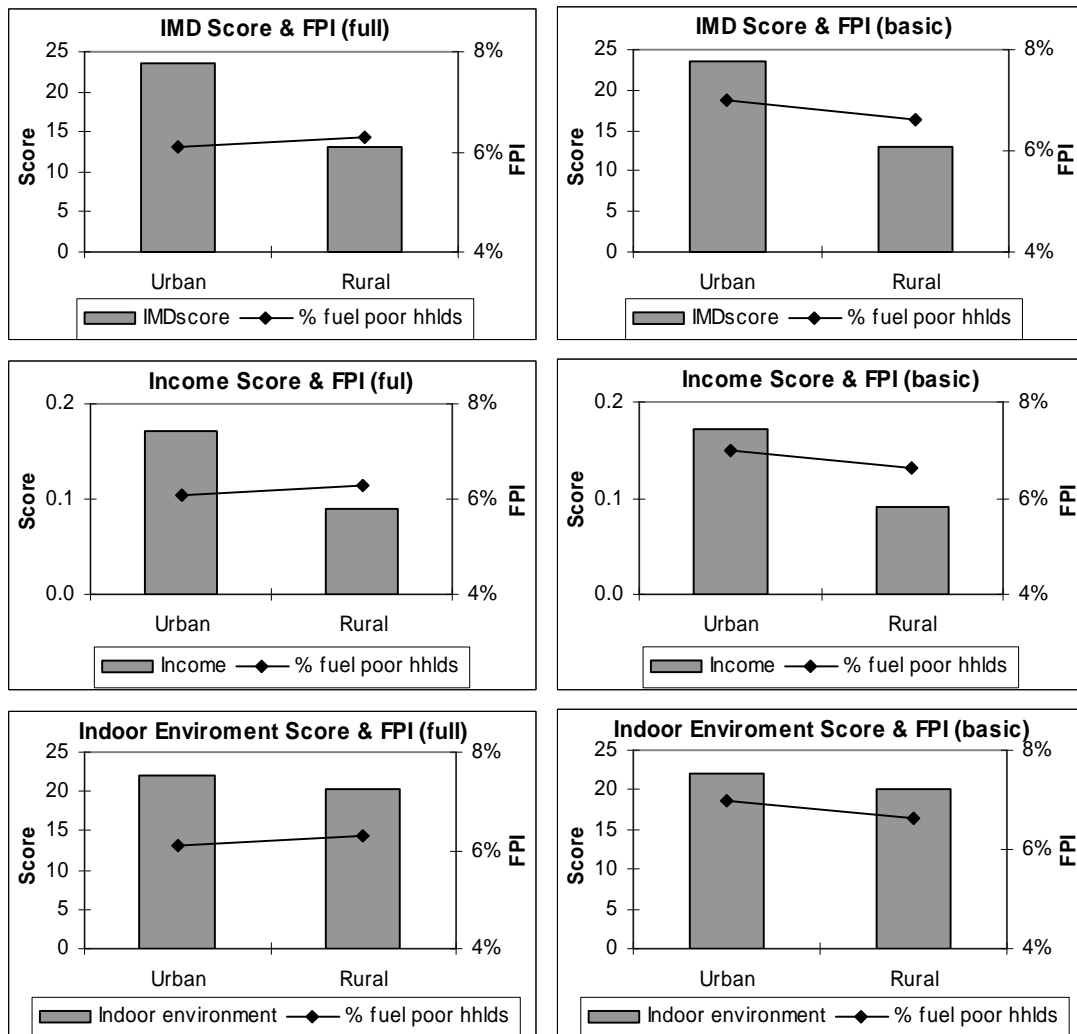 IMD Score & FPI (full)
25
20
15
10
5
0
Score
8%
6%
4%
FPI
Urban
Rural
IMDscore
% fuel poor hhlds
IMD Score & FPI (basic)
25
20
15
10
5
0
Score
8%
6%
4%
FPI
Urban
Rural
IMDscore
% fuel poor hhlds
Income Score & FPI (ful)
0.2
0.1
0.0
Score
8%
6%
4%
FPI
Urban
Rural
Income
% fuel poor hhlds
Income Score & FPI (basic)
0.2
0.1
0.0
Score
8%
6%
4%
FPI
Urban
Rural
Income
% fuel poor hhlds
Indoor Enviroment Score & FPI (full)
25
20
15
10
5
0
Score
8%
6%
4%
FPI
Urban
Rural
Indoor environment
% fuel poor hhlds
Indoor Enviroment Score & FPI (basic)
25
20
15
10
5
0
Score
8%
6%
4%
FPI
Urban
Rural
Indoor environment
% fuel poor hhlds